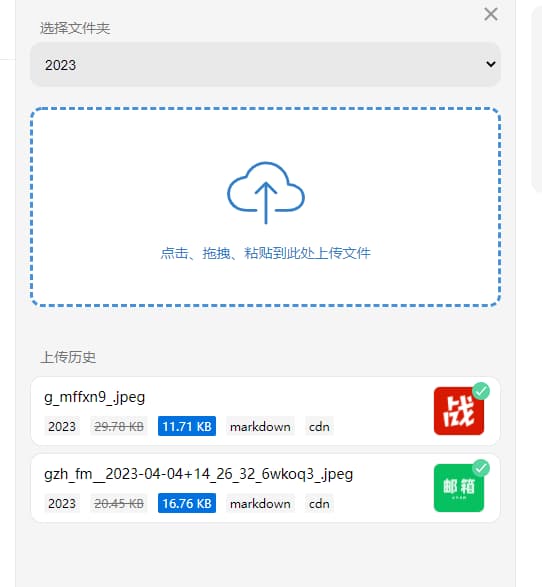 选择文件夹
2023
点击、拖拽、粘贴到此处上传文件
上传历史
g_mffxn9_.jpeg
2023 29.78 KB 11.71 KB markdown cdn
战
gzh_fm__2023-04-04+14_26_32_6wkoq3_.jpeg
2023 20.45 KB 16.76 KB markdown cdn
邮箱